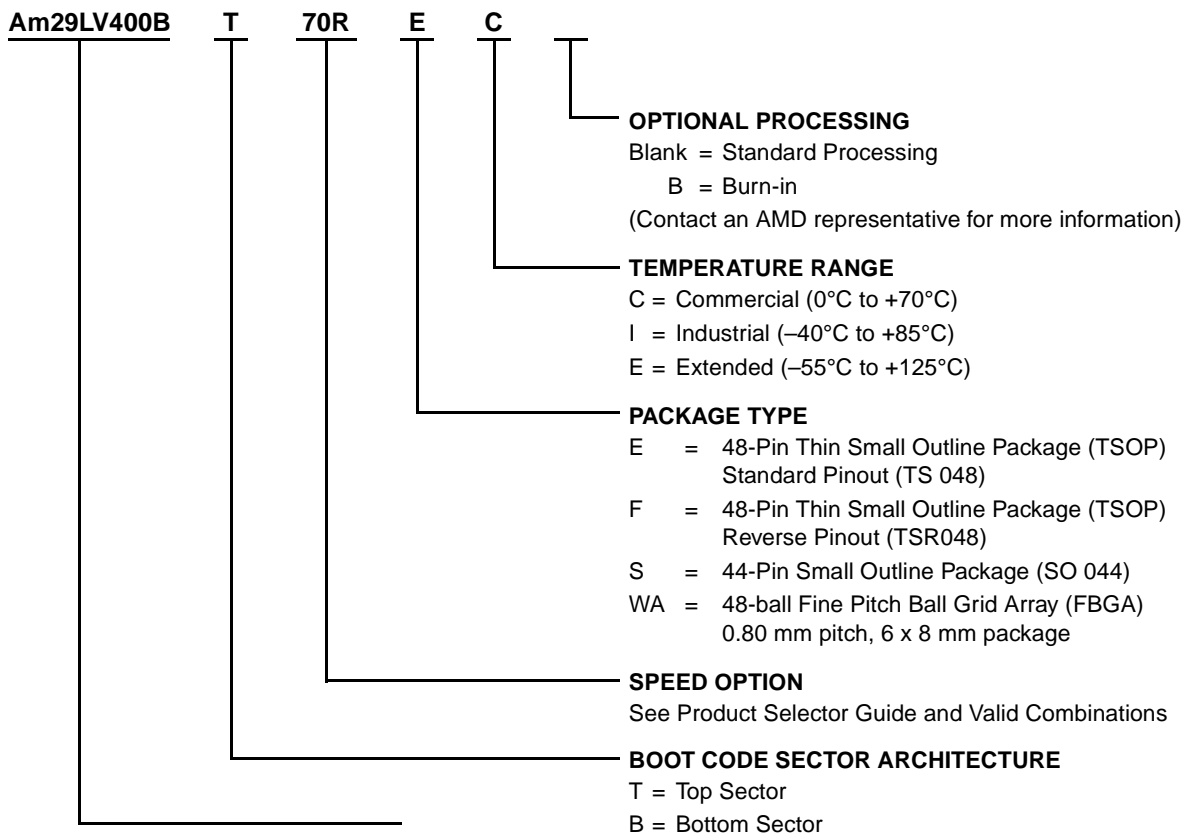 Am29LV400B T 70R E C
OPTIONAL PROCESSING
Blank = Standard Processing
B = Burn-in
(Contact an AMD representative for more information)
TEMPERATURE RANGE
C = Commercial (0°C to +70°C)
I = Industrial (–40°C to +85°C)
E = Extended (–55°C to +125°C)
PACKAGE TYPE
E = 48-Pin Thin Small Outline Package (TSOP)
Standard Pinout (TS 048)
F = 48-Pin Thin Small Outline Package (TSOP)
Reverse Pinout (TSR048)
S = 44-Pin Small Outline Package (SO 044)
WA = 48-ball Fine Pitch Ball Grid Array (FBGA)
0.80 mm pitch, 6 x 8 mm package
SPEED OPTION
See Product Selector Guide and Valid Combinations
BOOT CODE SECTOR ARCHITECTURE
T = Top Sector
B = Bottom Sector